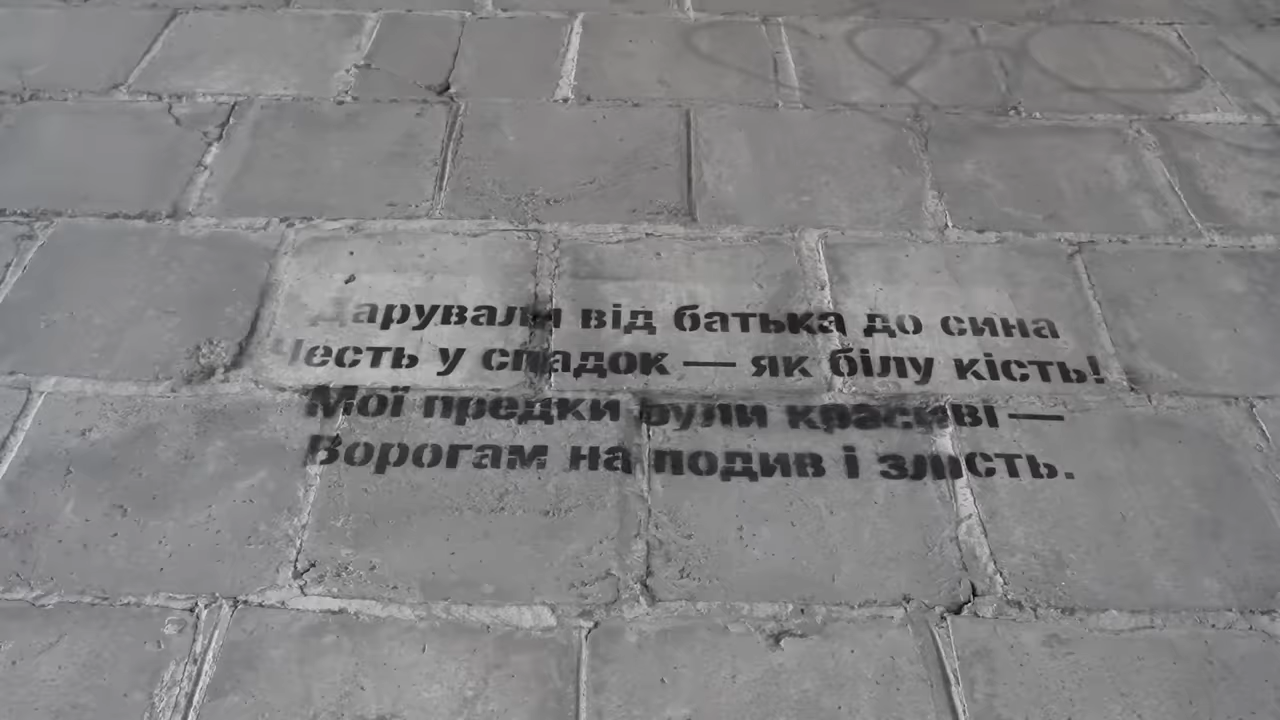 Дарували від батька до сина
Честь у спадок — як білу кість!
Мої предки були красиві —
Ворогам на подив і злість.